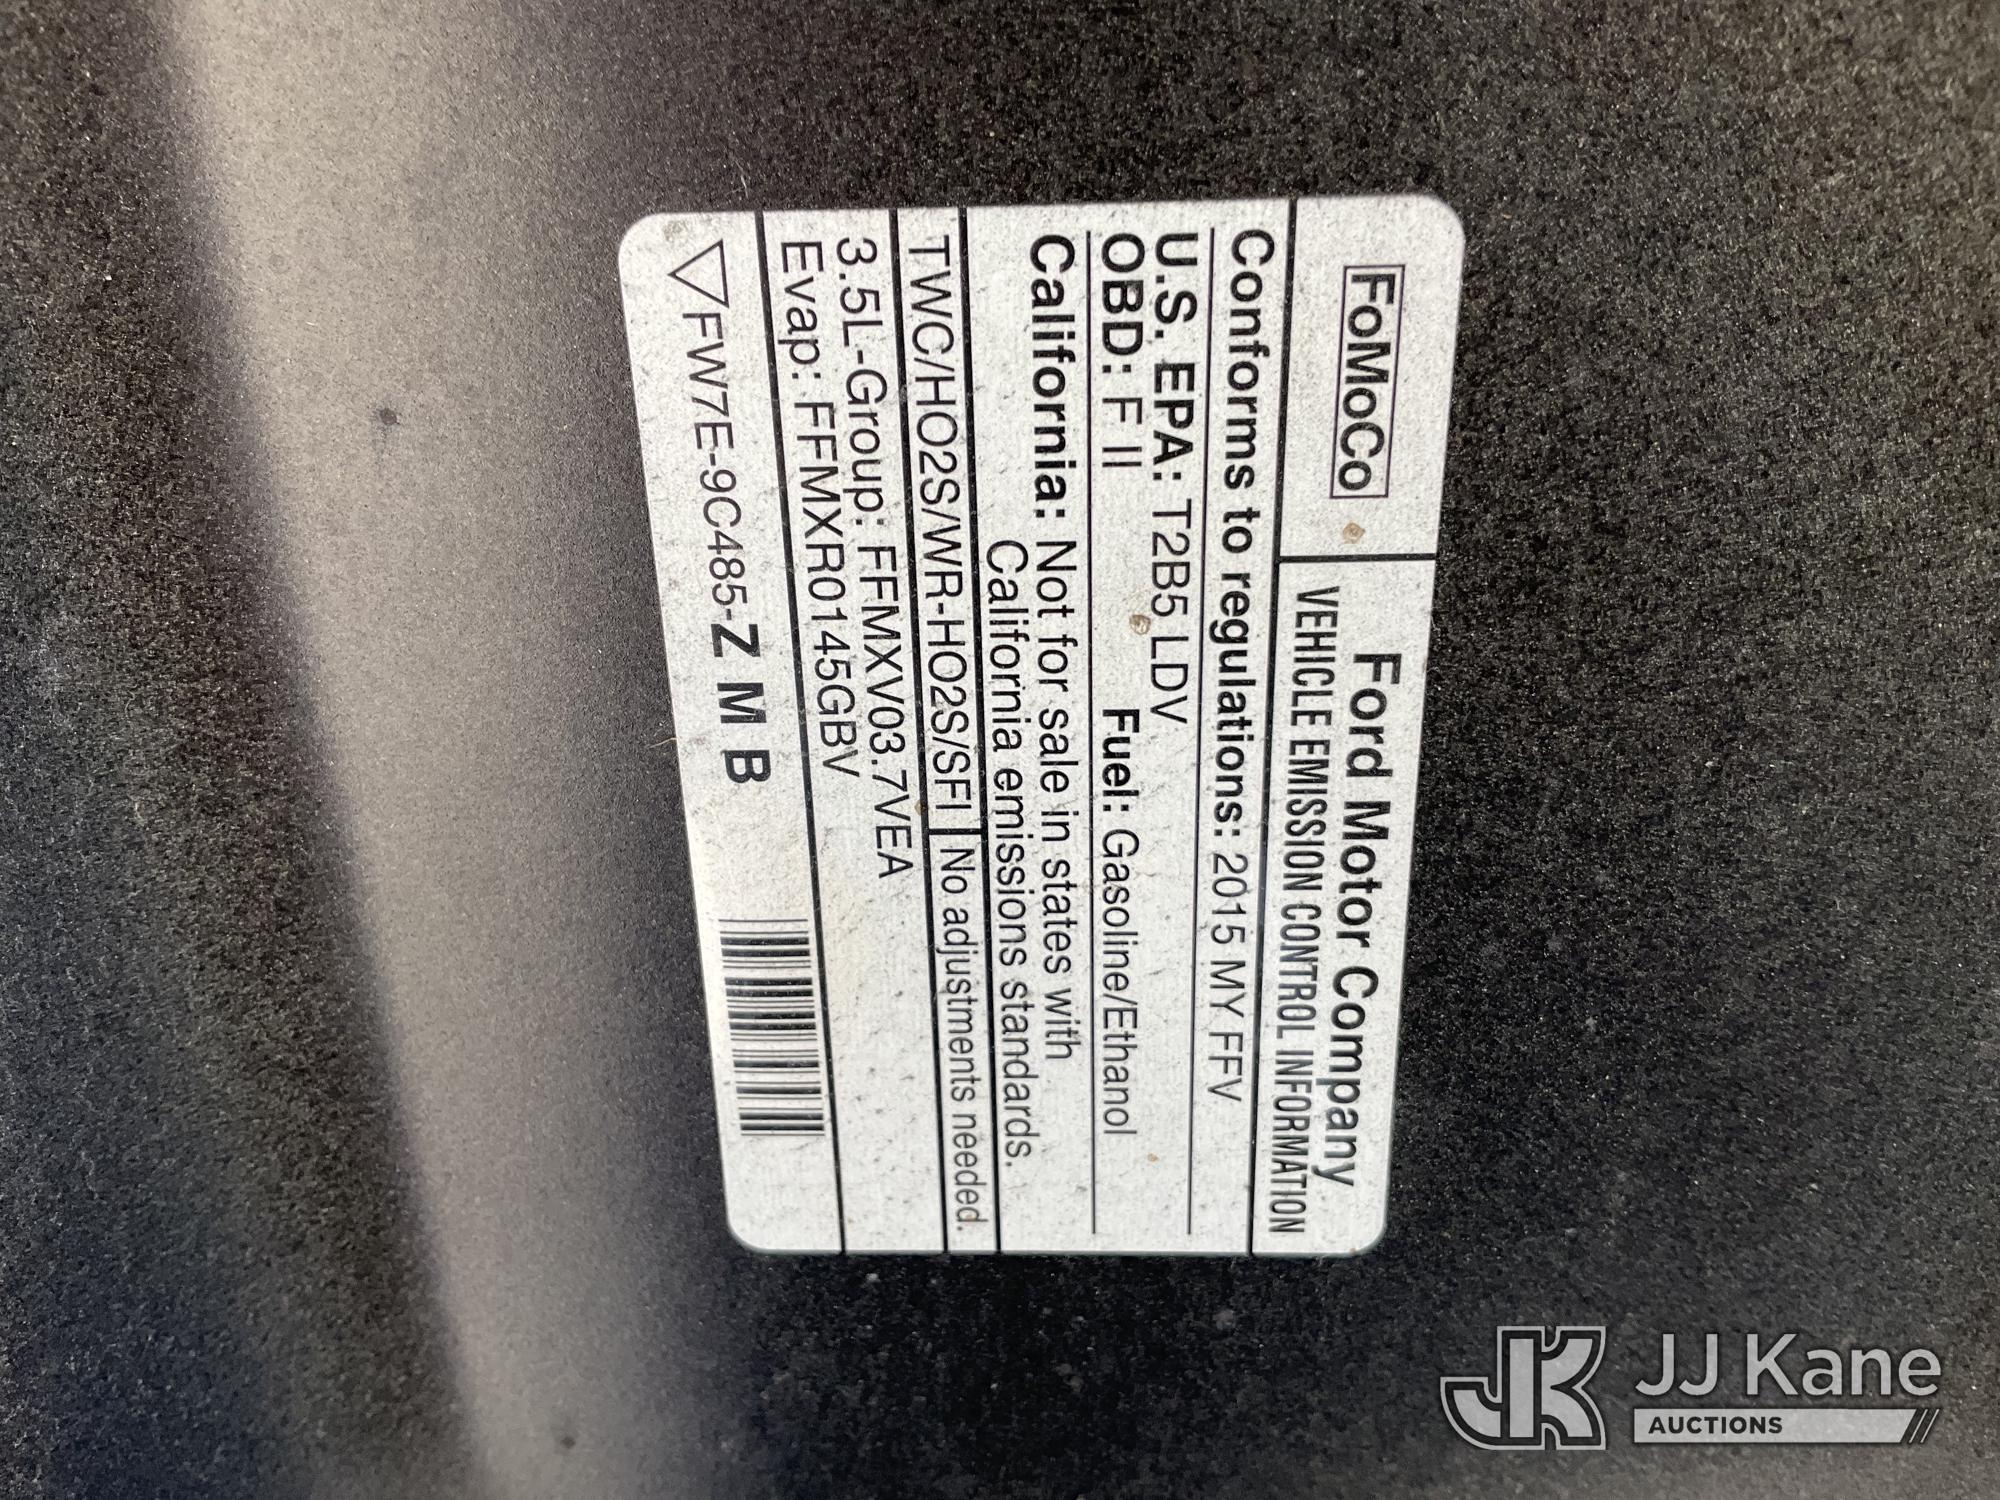 FoMoCo
Ford Motor Company
VEHICLE EMISSION CONTROL INFORMATION
Conforms to regulations: 2015 MY FFV
U.S. EPA: T2B5 LDV
OBD: F II Fuel: Gasoline/Ethanol
California: Not for sale in states with
California emissions standards.
TWC/HO2S/WR-HO2S/SFI No adjustments needed.
3.5L-Group: FFMXV03.7VEA
Evap: FFMXR0145GBV
FW7E-9C485-Z M B
JK JJ Kane
AUCTIONS